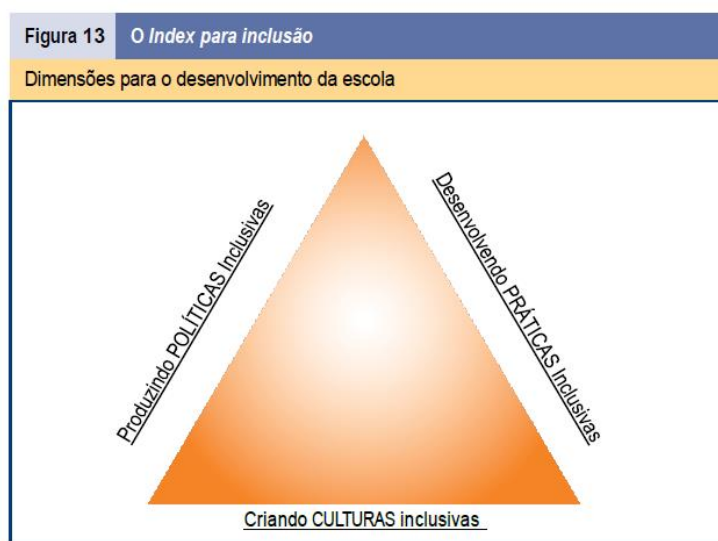 Figura 13 O Index para inclusão
Dimensões para o desenvolvimento da escola
Produzindo POLÍTICAS Inclusivas
Desenvolvendo PRÁTICAS Inclusivas
Criando CULTURAS inclusivas